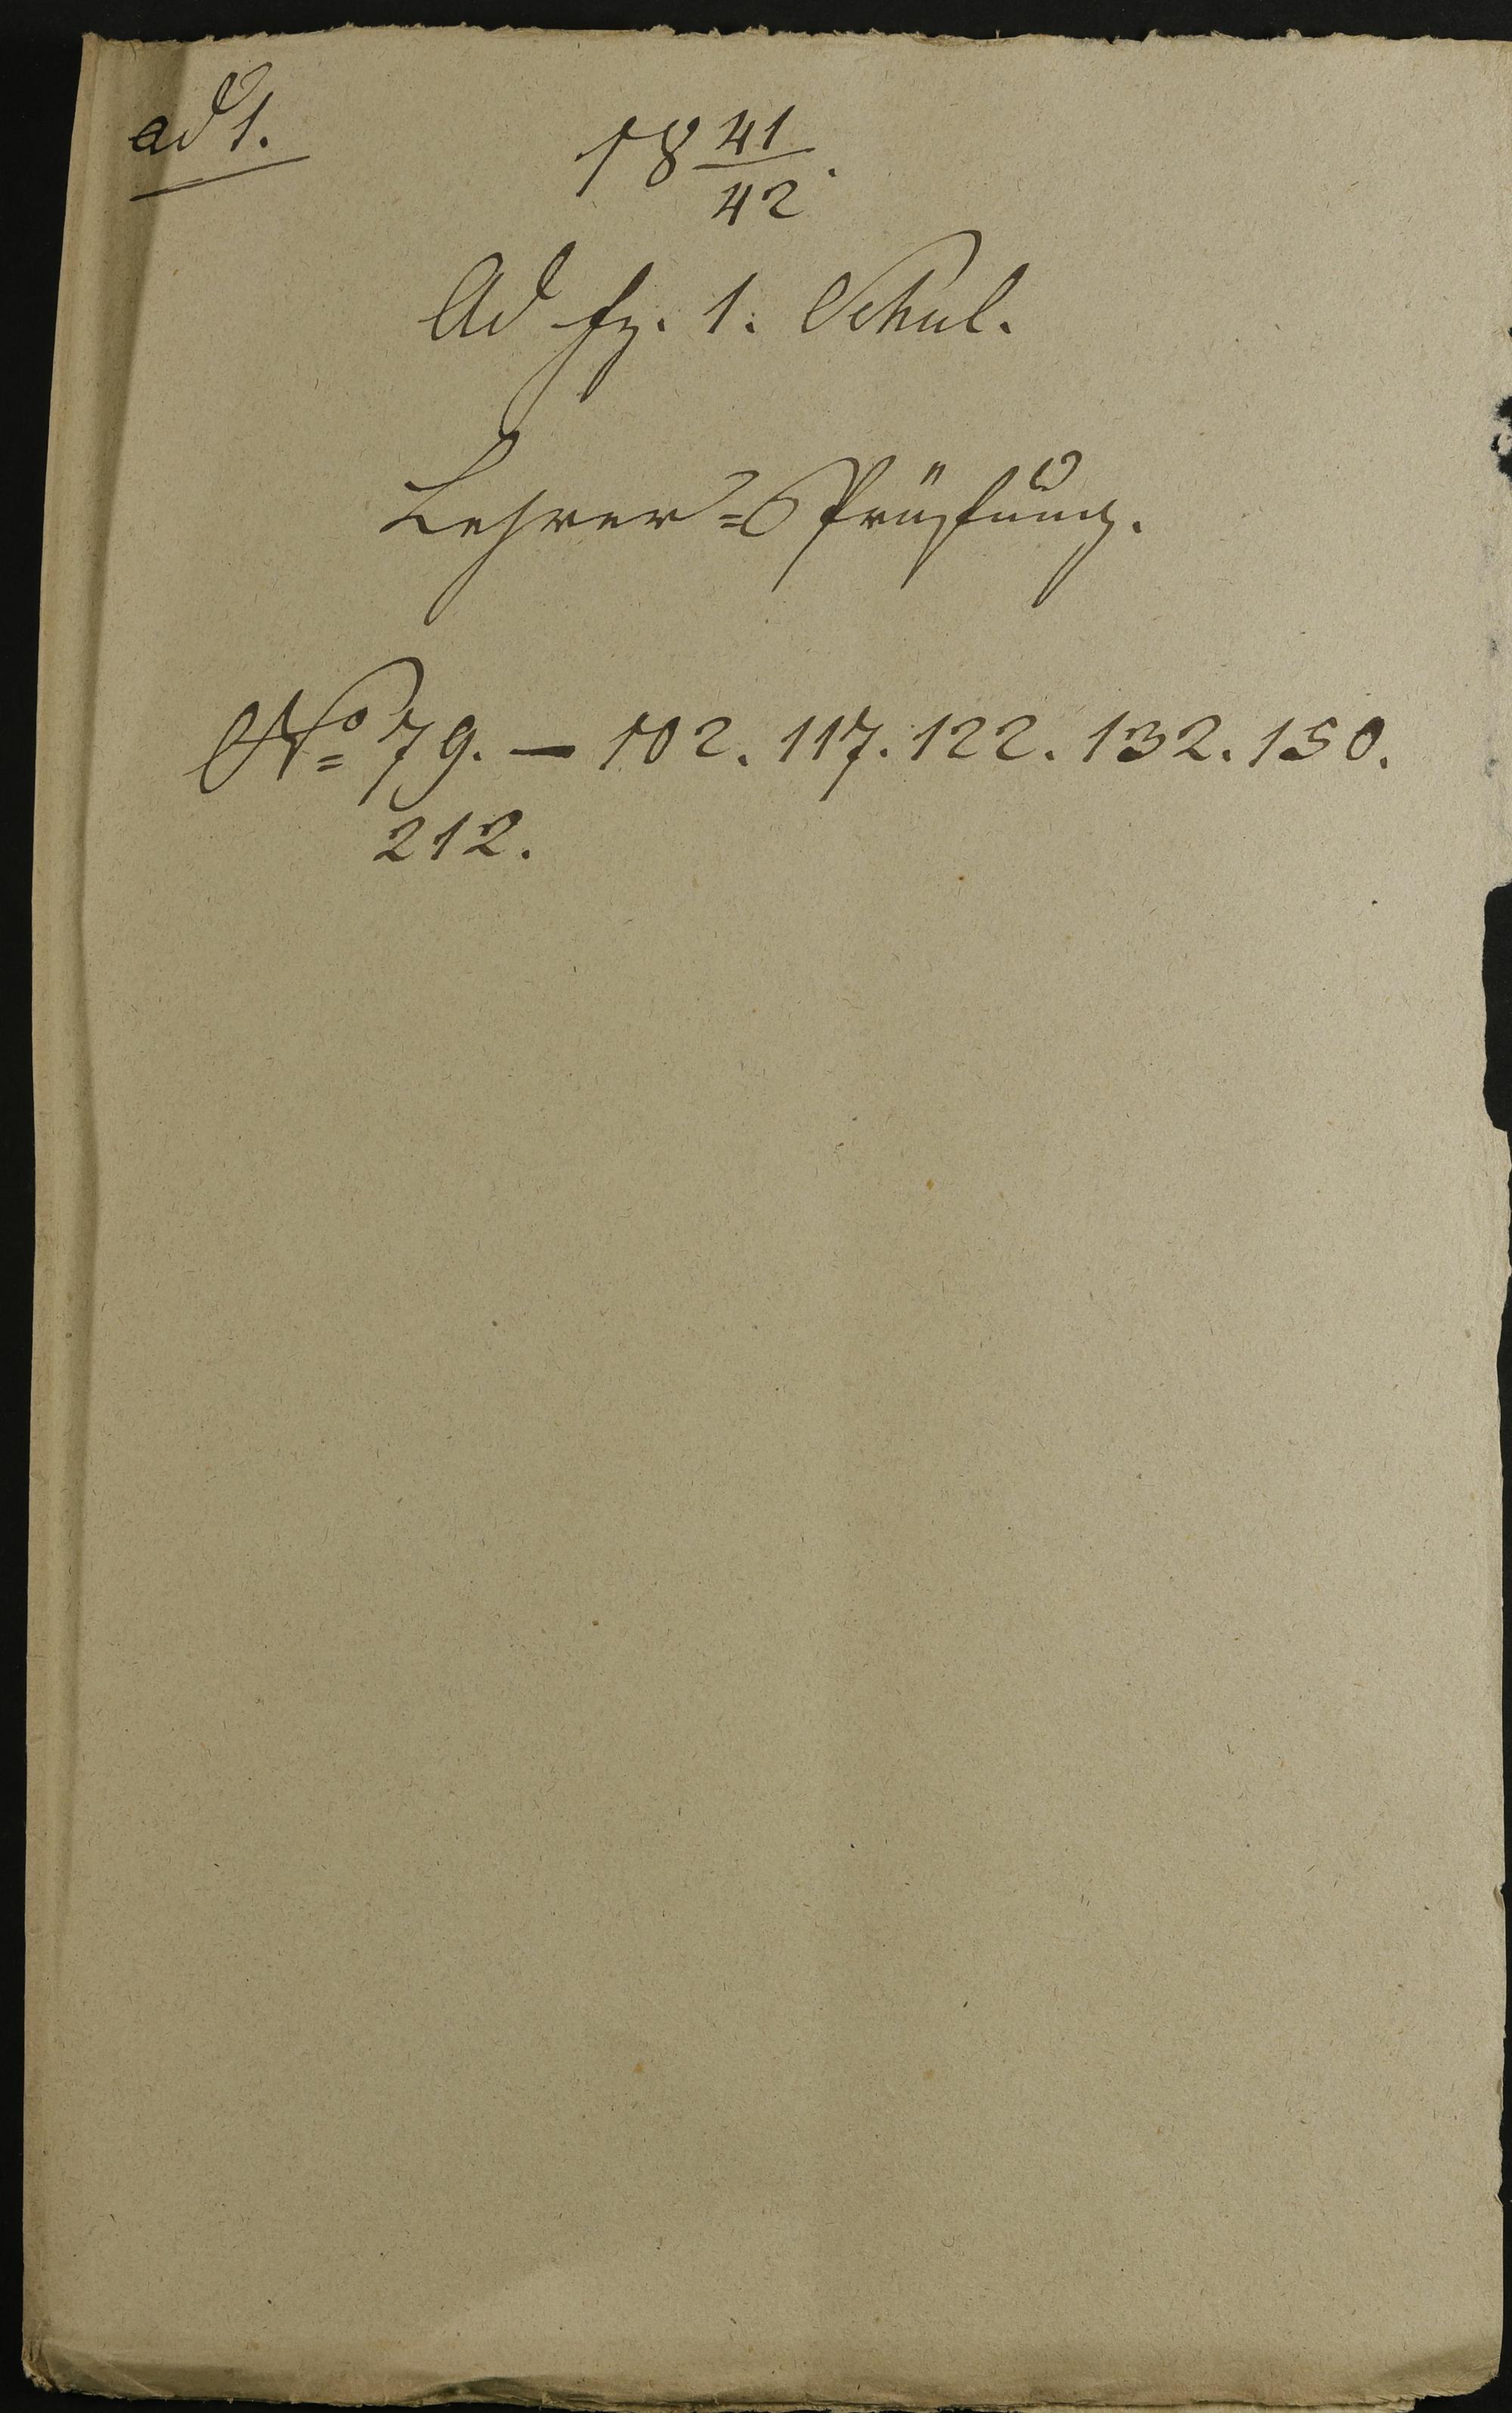 ad 1.
18 41/42.
Ad fz. 1. Schul.
Lehrer=Prüfung.
No 79. — 102. 117. 122. 132. 150.
212.